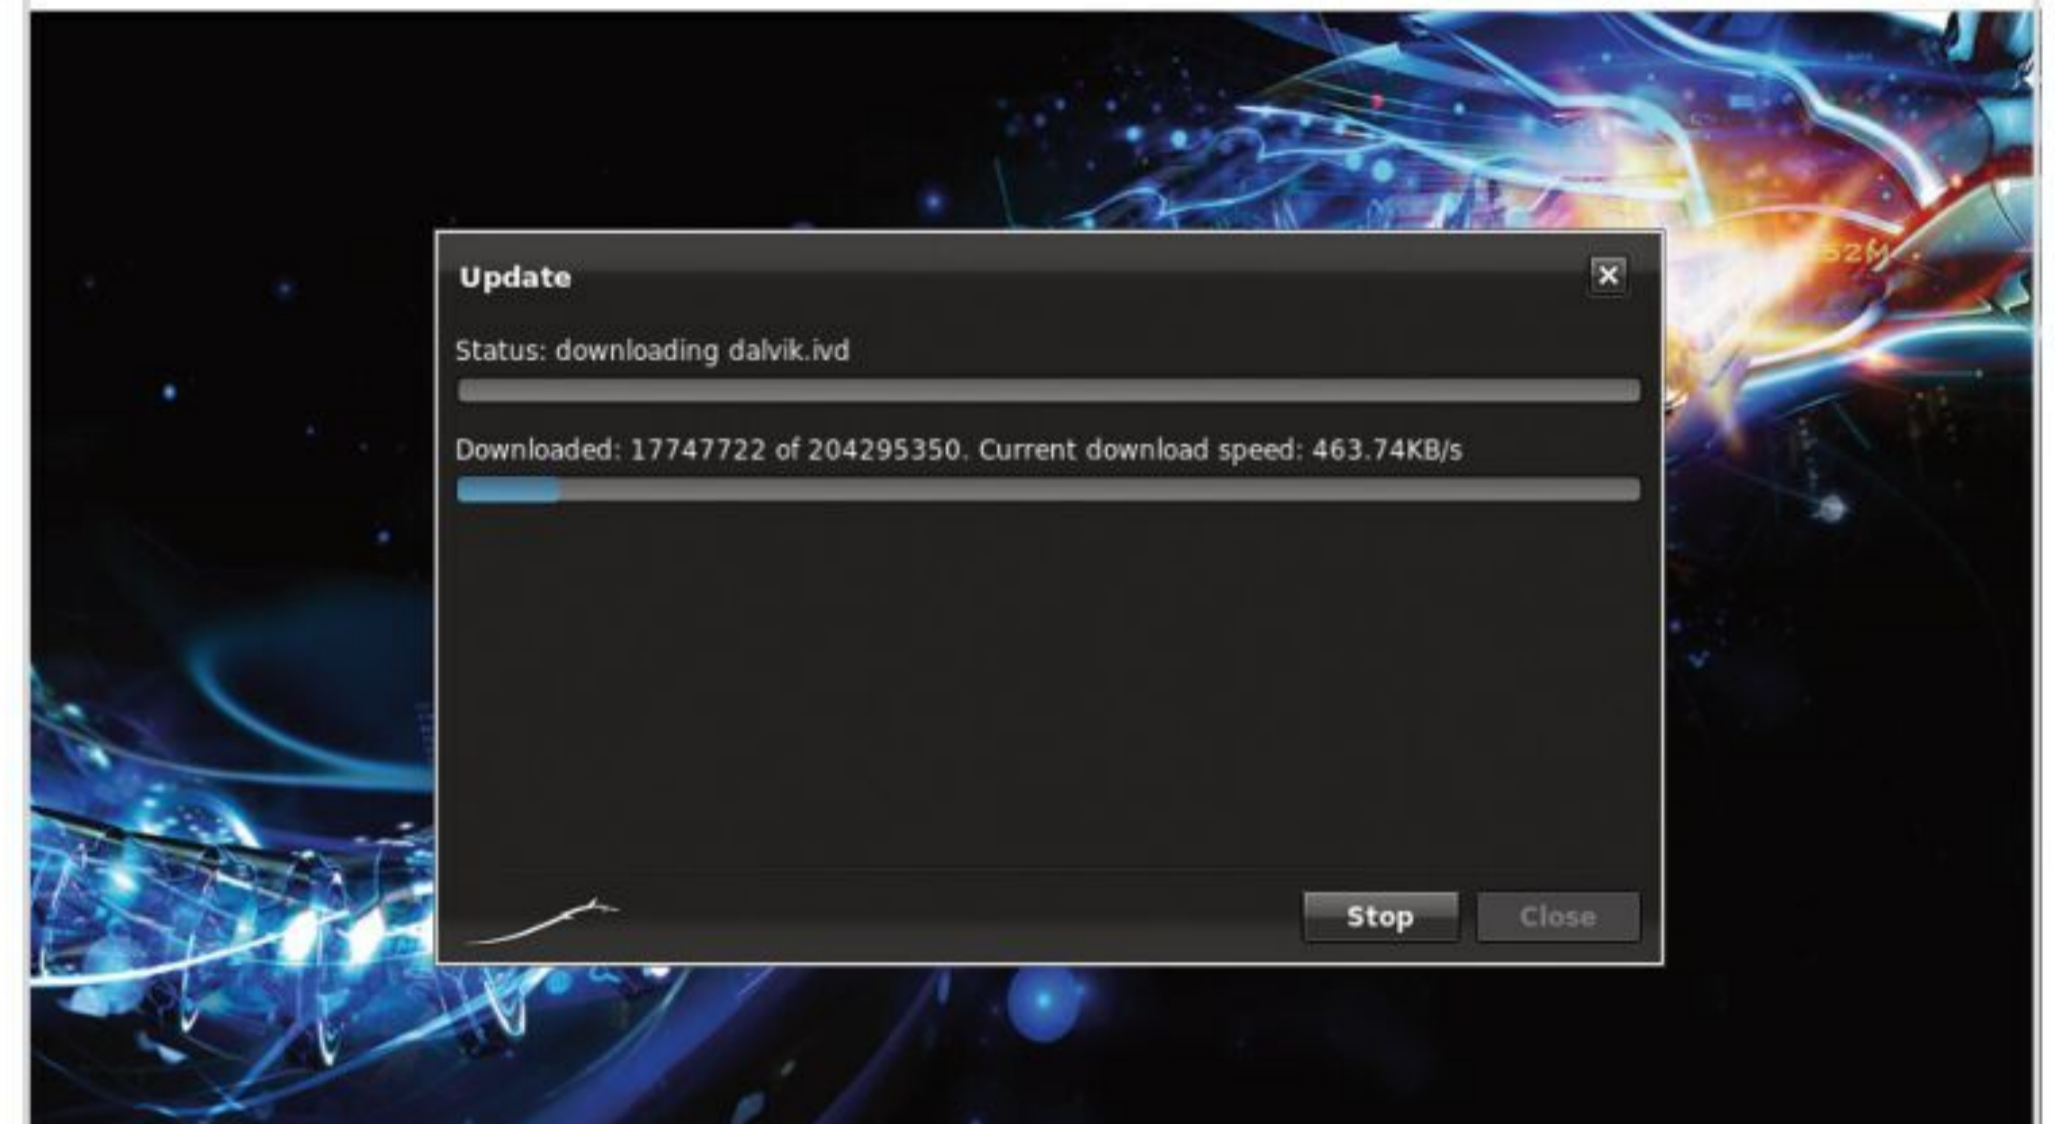 Update
Status: downloading dalvik.ivd
Downloaded: 17747722 of 204295350. Current download speed: 463.74KB/s
Stop
Close